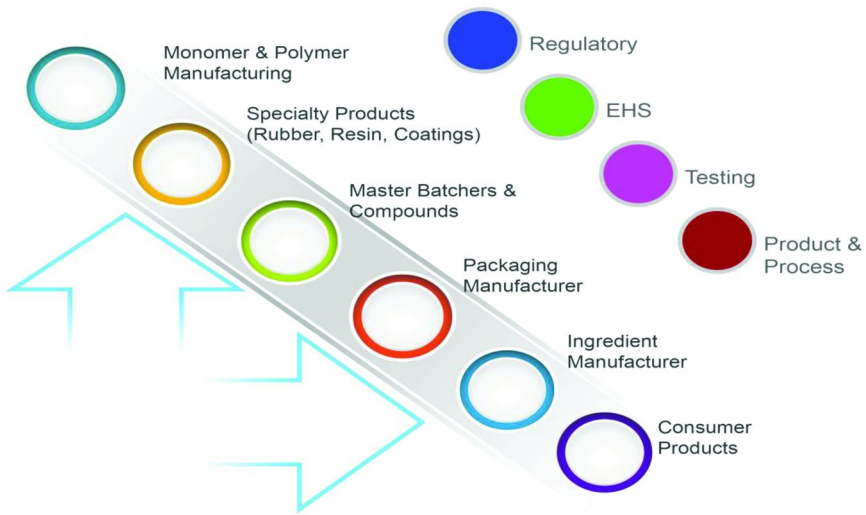 Monomer & Polymer
Manufacturing
Specialty Products
(Rubber, Resin, Coatings)
Master Batchers &
Compounds
Packaging
Manufacturer
Ingredient
Manufacturer
Consumer
Products
Regulatory
EHS
Testing
Product &
Process